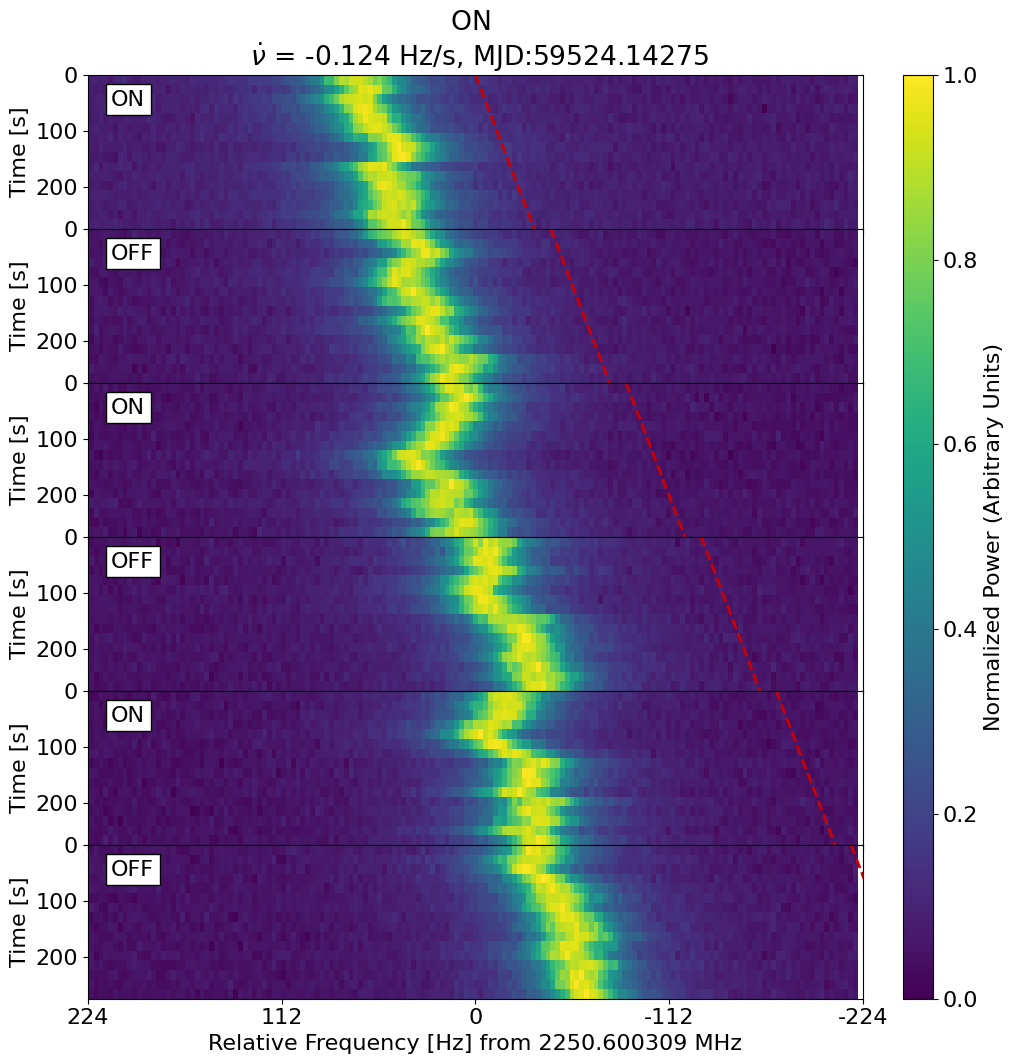 ON
ν̇ = -0.124 Hz/s, MJD:59524.14275
0
ON
100
200
Time [s]
0
OFF
100
200
Time [s]
0
ON
100
200
Time [s]
0
OFF
100
200
Time [s]
0
ON
100
200
Time [s]
0
OFF
100
200
Time [s]
224 112 0 -112 -224
Relative Frequency [Hz] from 2250.600309 MHz
1.0
0.8
0.6
0.4
0.2
0.0
Normalized Power (Arbitrary Units)